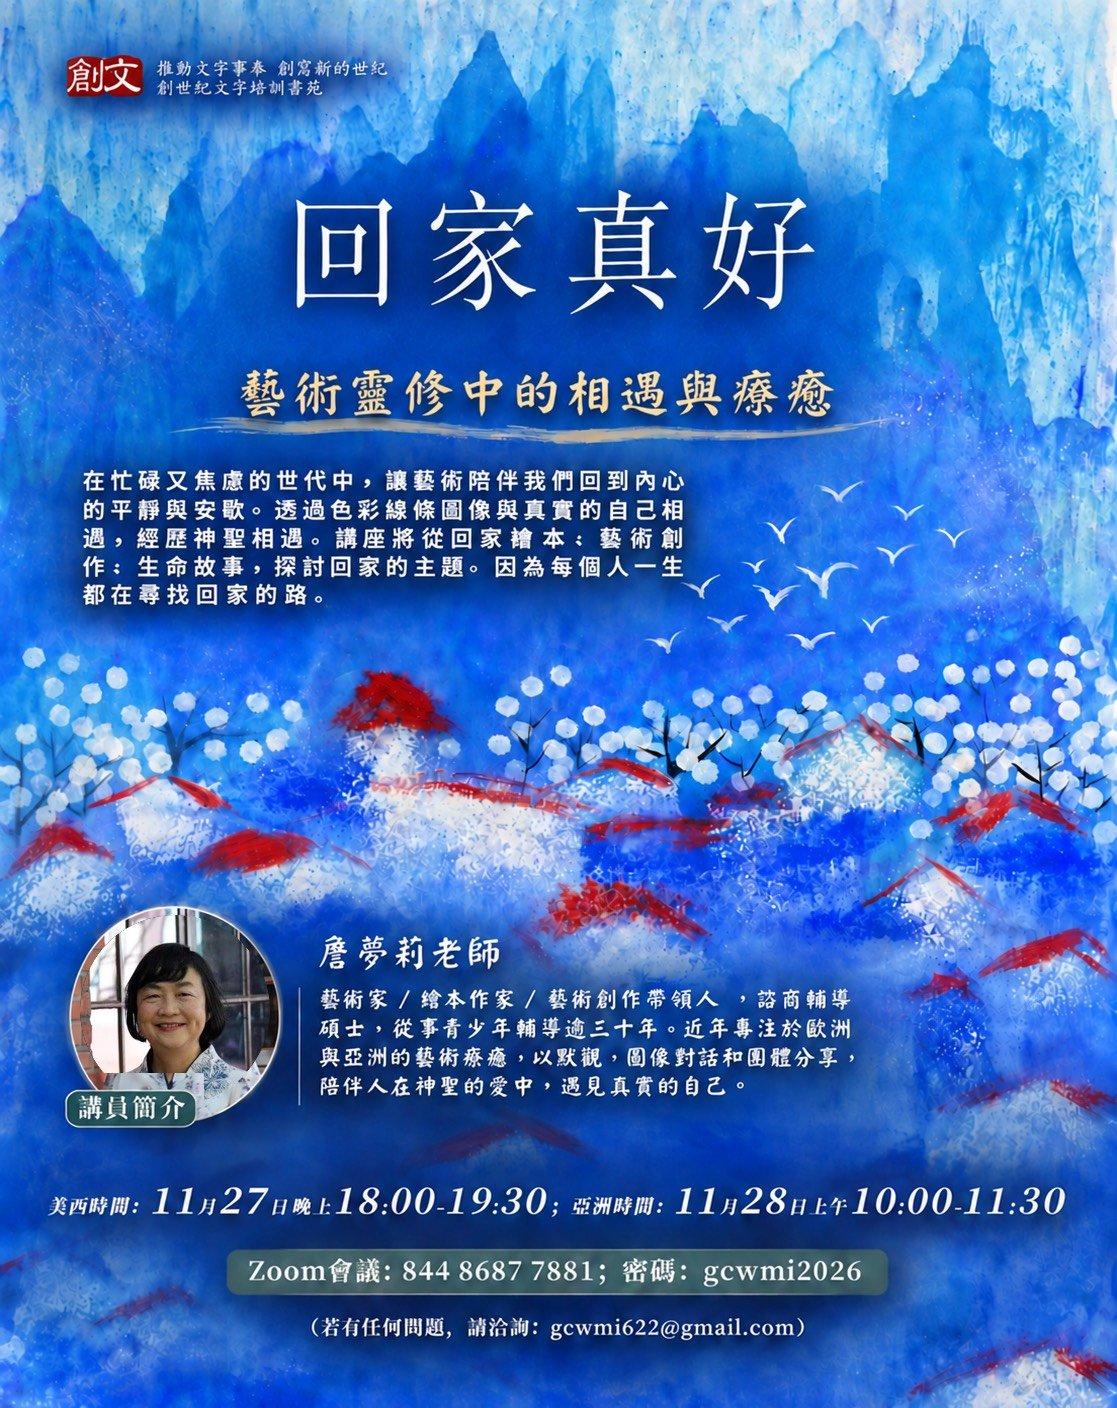 創文
推動文字事奉 創寫新的世紀
創世紀文字培訓書苑
回家真好
藝術靈修中的相遇與療癒
在忙碌又焦慮的世代中，讓藝術陪伴我們回到內心
的平靜與安歇。透過色彩線條圖像與真實的自己相
遇，經歷神聖相遇。講座將從回家繪本：藝術創
作：生命故事，探討回家的主題。因為每個人一生
都在尋找回家的路。
詹夢莉老師
藝術家 / 繪本作家 / 藝術創作帶領人 ，諮商輔導
碩士，從事青少年輔導逾三十年。近年專注於歐洲
與亞洲的藝術療癒，以默觀，圖像對話和團體分享，
陪伴人在神聖的愛中，遇見真實的自己。
講員簡介
美西時間：11月27日晚上18:00-19:30；亞洲時間：11月28日上午10:00-11:30
Zoom會議：844 8687 7881；密碼：gcwmi2026
（若有任何問題，請洽詢：gcwmi622@gmail.com）